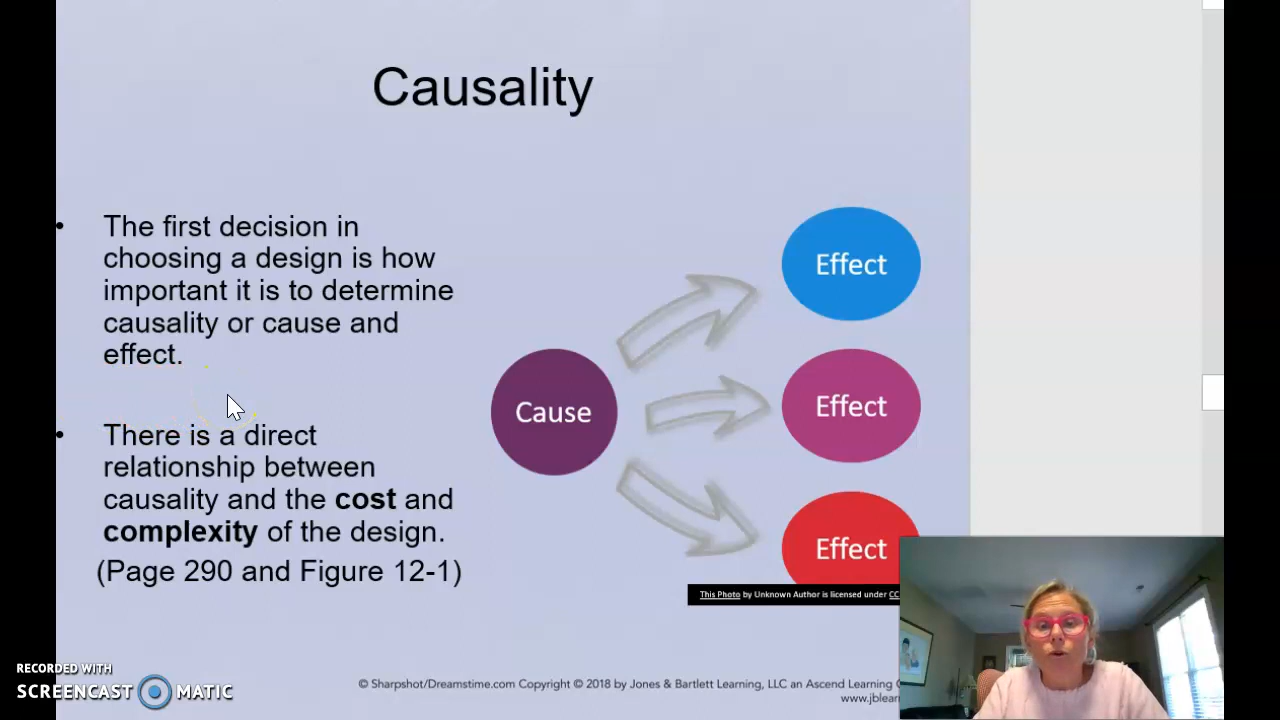 Causality
• The first decision in
choosing a design is how
important it is to determine
causality or cause and
effect.
• There is a direct
relationship between
causality and the cost and
complexity of the design.
(Page 290 and Figure 12-1)
Effect
Cause
Effect
Effect
This Photo by Unknown Author is licensed under CC
RECORDED WITH
SCREENCAST MATIC
© Sharpshot/Dreamstime.com Copyright © 2018 by Jones & Bartlett Learning, LLC an Ascend Learning